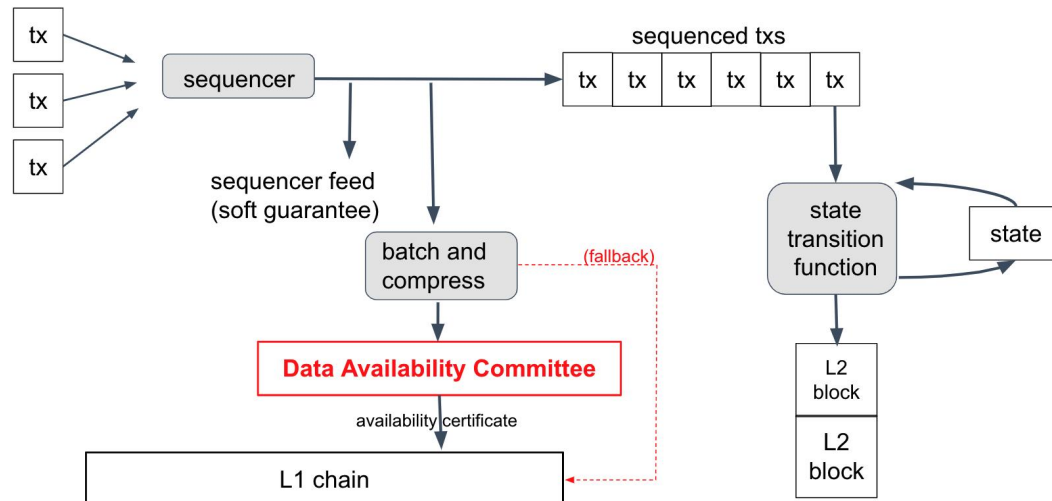 tx
tx
tx
sequencer
sequenced txs
tx tx tx tx tx tx
sequencer feed
(soft guarantee)
batch and
compress
(fallback)
Data Availability Committee
availability certificate
L1 chain
state
transition
function
state
L2
block
L2
block